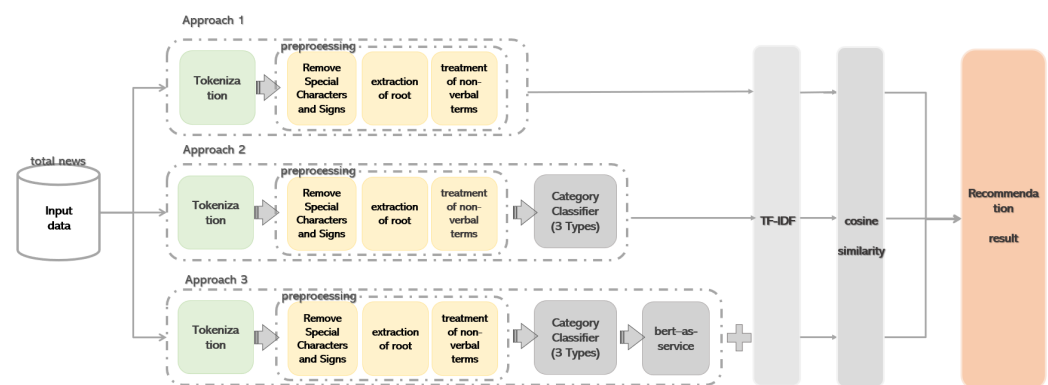 Approach 1
preprocessing
Tokeniza
tion
Remove
Special
Characters
and Signs
extraction
of root
treatment
of non-
verbal
terms
total news
Input
data
Approach 2
preprocessing
Tokeniza
tion
Remove
Special
Characters
and Signs
extraction
of root
treatment
of non-
verbal
terms
Category
Classifier
(3 Types)
Approach 3
preprocessing
Tokeniza
tion
Remove
Special
Characters
and Signs
extraction
of root
treatment
of non-
verbal
terms
Category
Classifier
(3 Types)
bert-as-
service
TF-IDF
cosine
similarity
Recommenda
tion
result